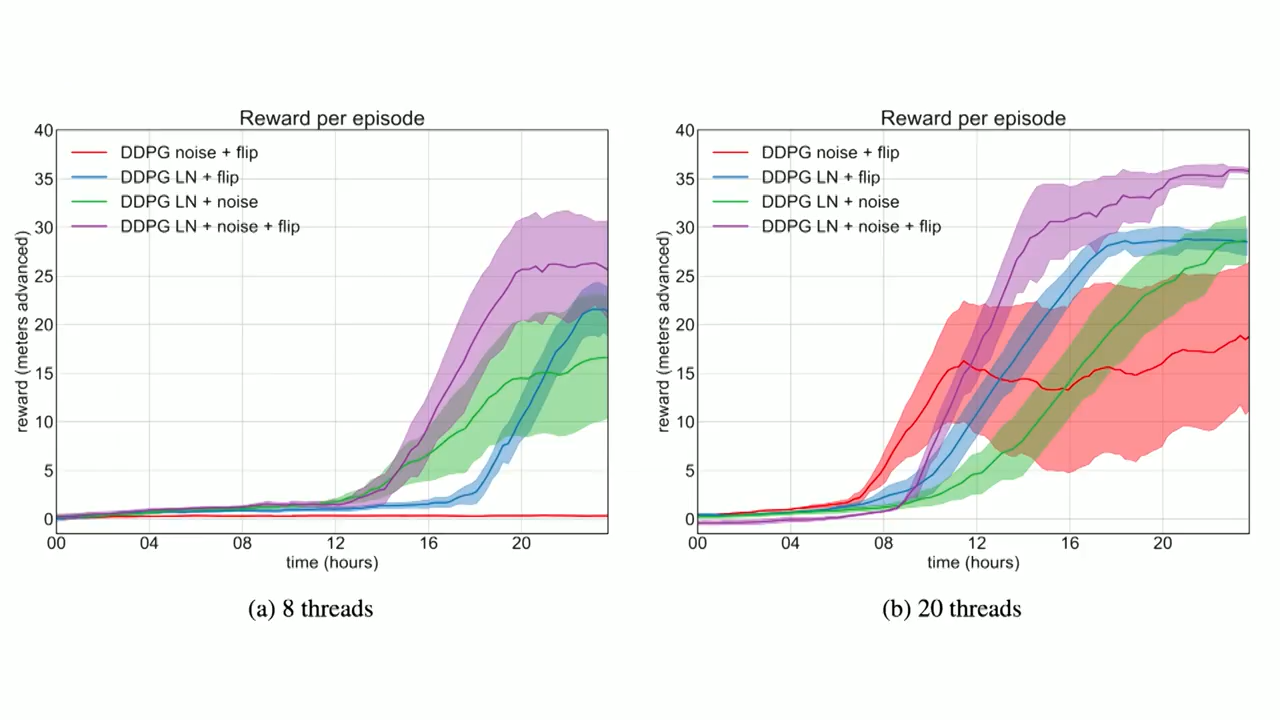 Reward per episode
40
35
30
25
20
15
10
5
0
reward (meters advanced)
DDPG noise + flip
DDPG LN + flip
DDPG LN + noise
DDPG LN + noise + flip
00 04 08 12 16 20
time (hours)
(a) 8 threads
Reward per episode
40
35
30
25
20
15
10
5
0
reward (meters advanced)
DDPG noise + flip
DDPG LN + flip
DDPG LN + noise
DDPG LN + noise + flip
00 04 08 12 16 20
time (hours)
(b) 20 threads